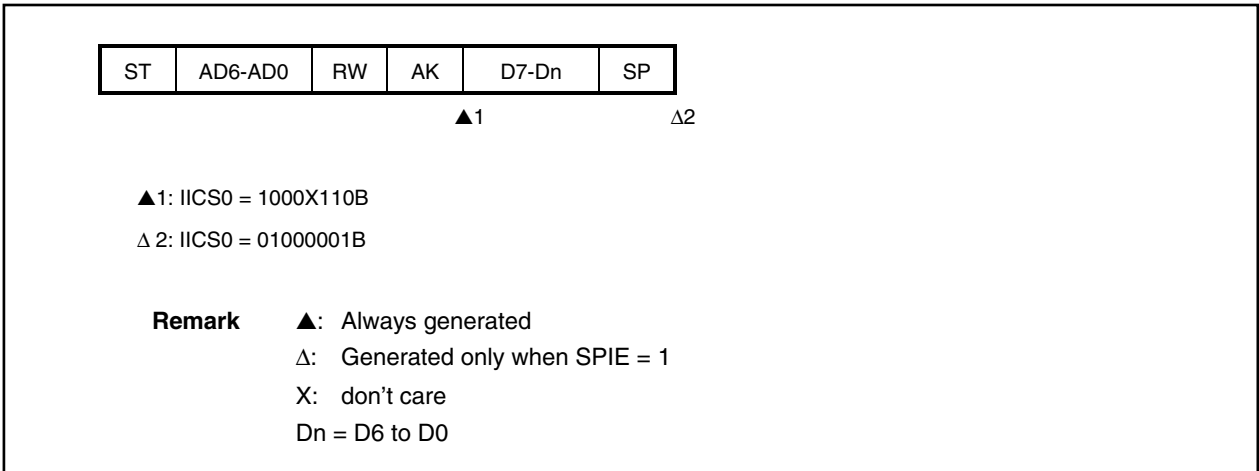 ST AD6-AD0 RW AK D7-Dn SP
▲1 Δ2
▲1: IICS0 = 1000X110B
Δ 2: IICS0 = 01000001B
Remark ▲: Always generated
Δ: Generated only when SPIE = 1
X: don't care
Dn = D6 to D0